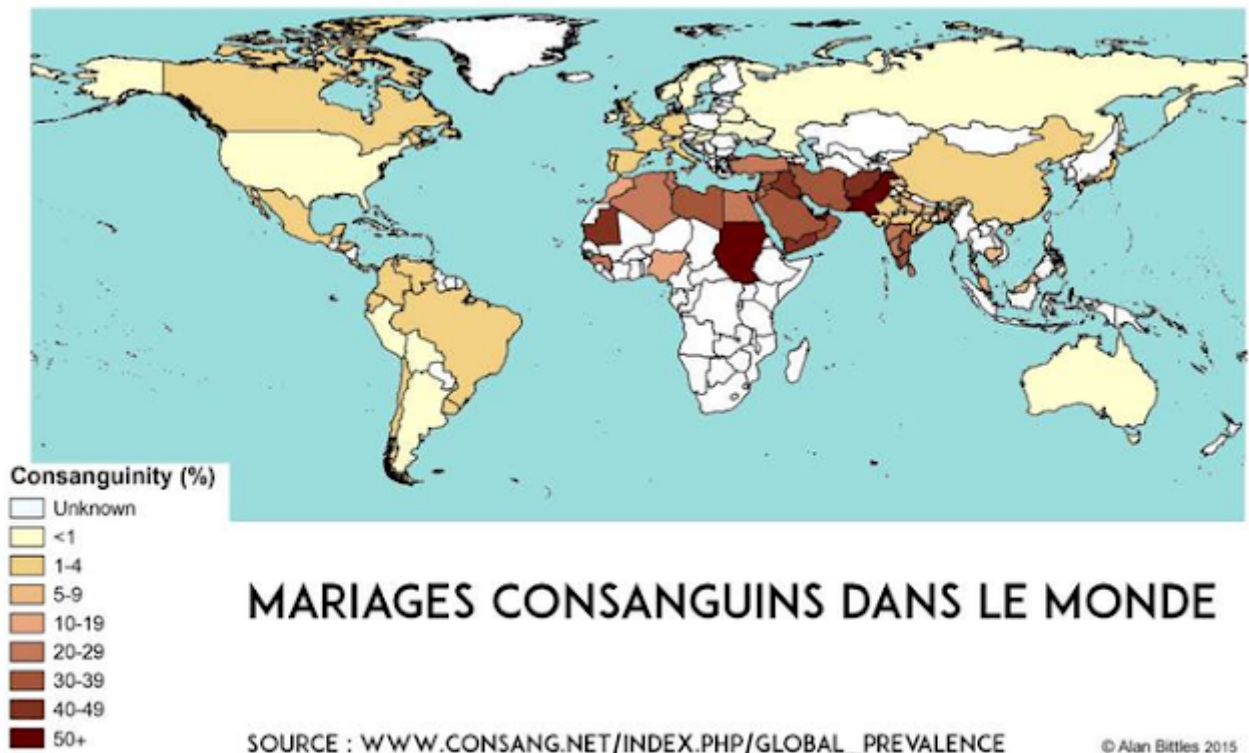 Consanguinity (%)
Unknown
<1
1-4
5-9
10-19
20-29
30-39
40-49
50+
MARIAGES CONSANGUINS DANS LE MONDE
SOURCE : WWW.CONSANG.NET/INDEX.PHP/GLOBAL_PREVALENCE
© Alan Bittles 2015